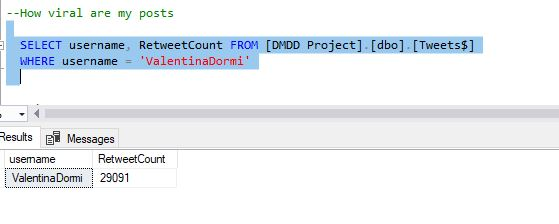 --How viral are my posts
SELECT username, RetweetCount FROM [DMDD Project].[dbo].[Tweets$]
WHERE username = 'ValentinaDormi'
Results Messages
username RetweetCount
ValentinaDormi 29091